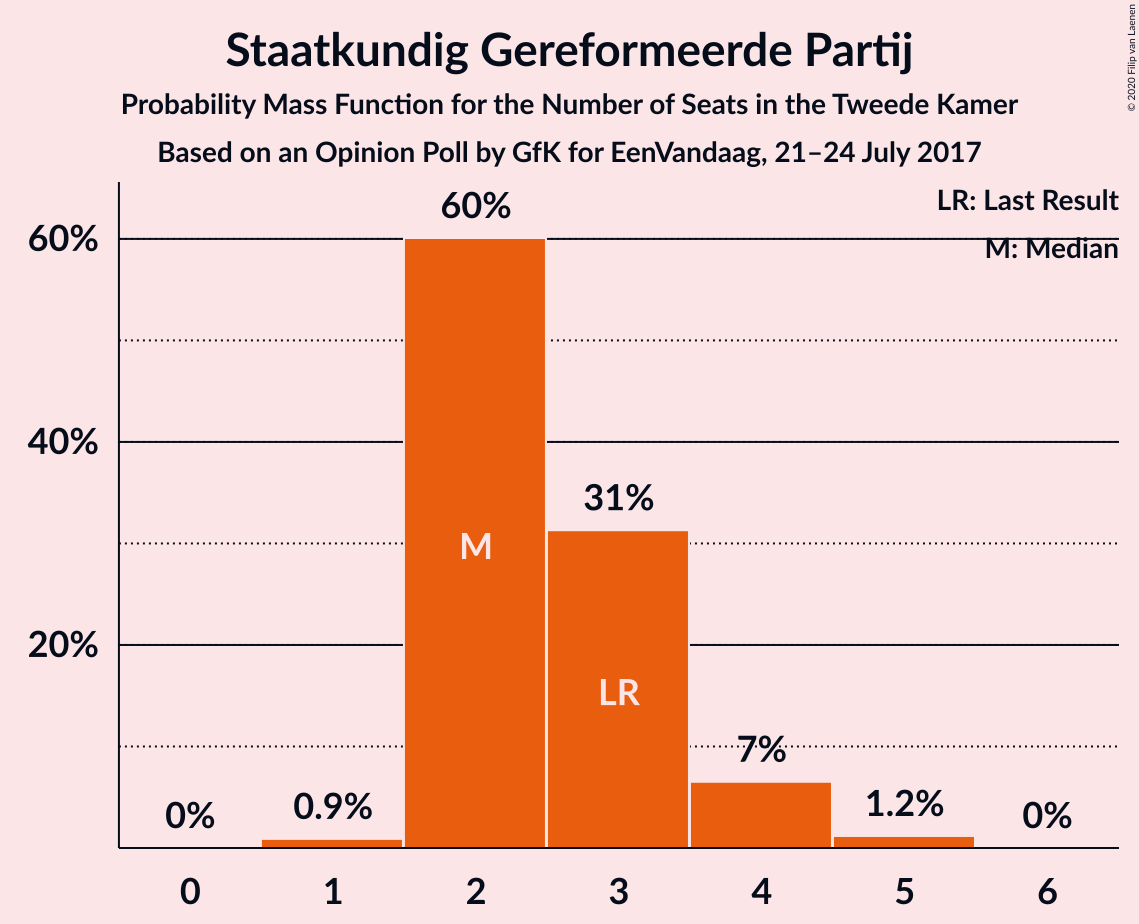 Staatkundig Gereformeerde Partij
Probability Mass Function for the Number of Seats in the Tweede Kamer
Based on an Opinion Poll by GfK for EenVandaag, 21–24 July 2017
© 2020 Filip van Laenen
LR: Last Result
M: Median
60%
40%
20%
0%
0.9%
60%
31%
7%
1.2%
0%
M
LR
0 1 2 3 4 5 6